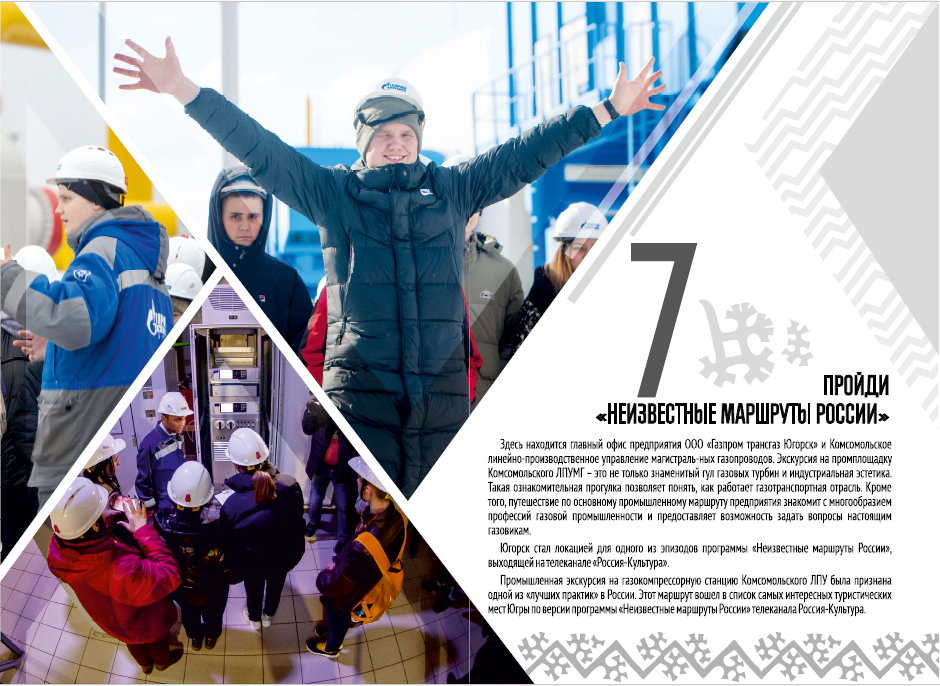 7
ПРОЙДИ
«НЕИЗВЕСТНЫЕ МАРШРУТЫ РОССИИ»
Здесь находится главный офис предприятия ООО «Газпром трансгаз Югорск» и Комсомольское
линейно-производственное управление магистраль-ных газопроводов. Экскурсия на промплощадку
Комсомольского ЛПУМГ – это не только знаменитый гул газовых турбин и индустриальная эстетика.
Такая ознакомительная прогулка позволяет понять, как работает газотранспортная отрасль. Кроме
того, путешествие по основному промышленному маршруту предприятия знакомит с многообразием
профессий газовой промышленности и предоставляет возможность задать вопросы настоящим
газовикам.
Югорск стал локацией для одного из эпизодов программы «Неизвестные маршруты России»,
выходящей на телеканале «Россия-Культура».
Промышленная экскурсия на газокомпрессорную станцию Комсомольского ЛПУ была признана
одной из «лучших практик» в России. Этот маршрут вошел в список самых интересных туристических
мест Югры по версии программы «Неизвестные маршруты России» телеканала Россия-Культура.